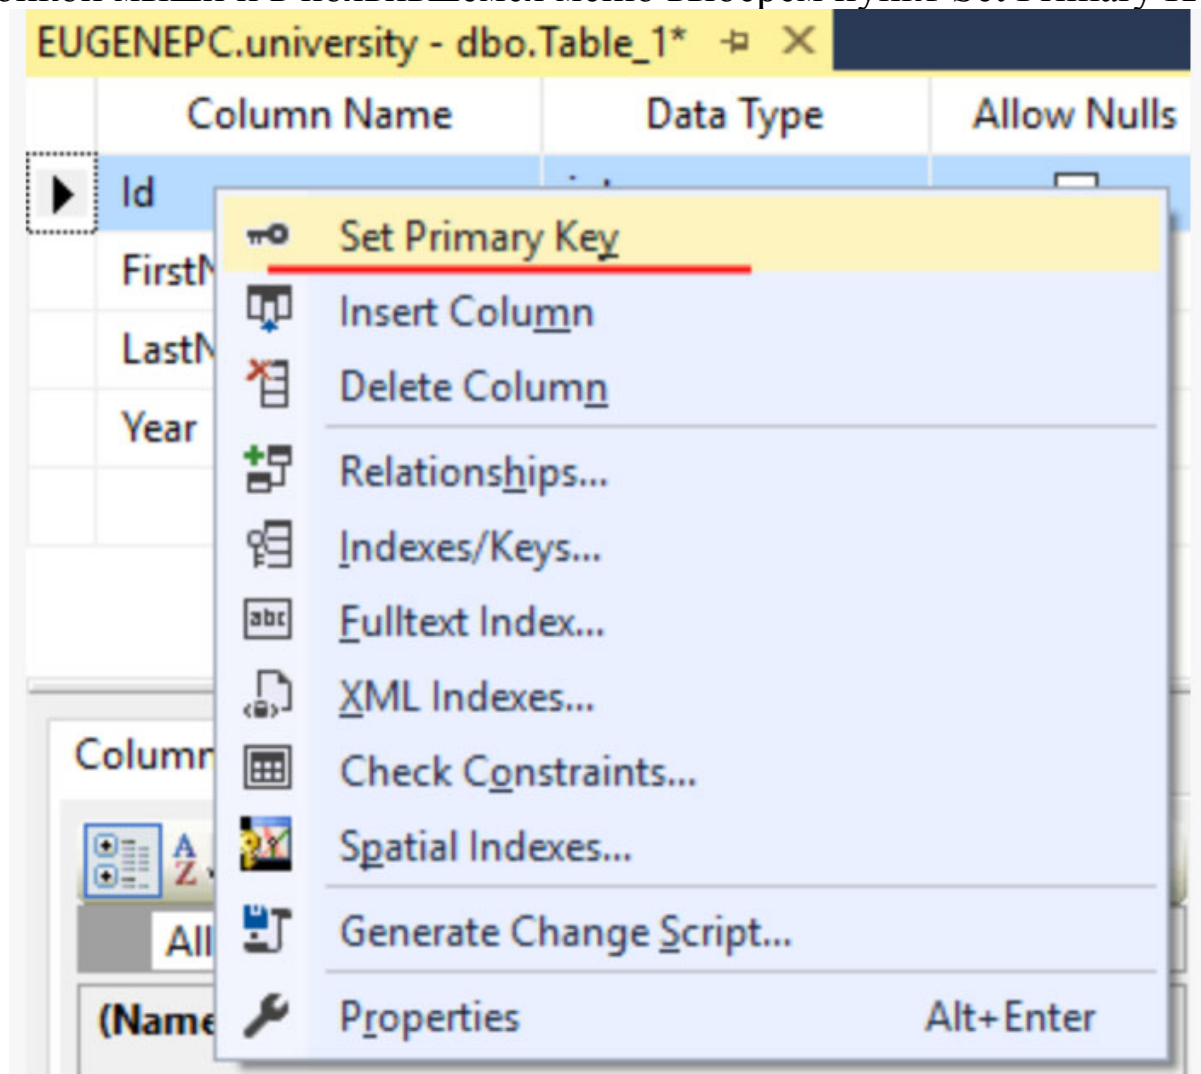 EUGENEPC.university - dbo.Table_1*
Column Name Data Type Allow Nulls
Id
Set Primary Key
Insert Column
Delete Column
Year
Relationships...
Indexes/Keys...
Fulltext Index...
XML Indexes...
Check Constraints...
Spatial Indexes...
Generate Change Script...
Properties Alt+Enter